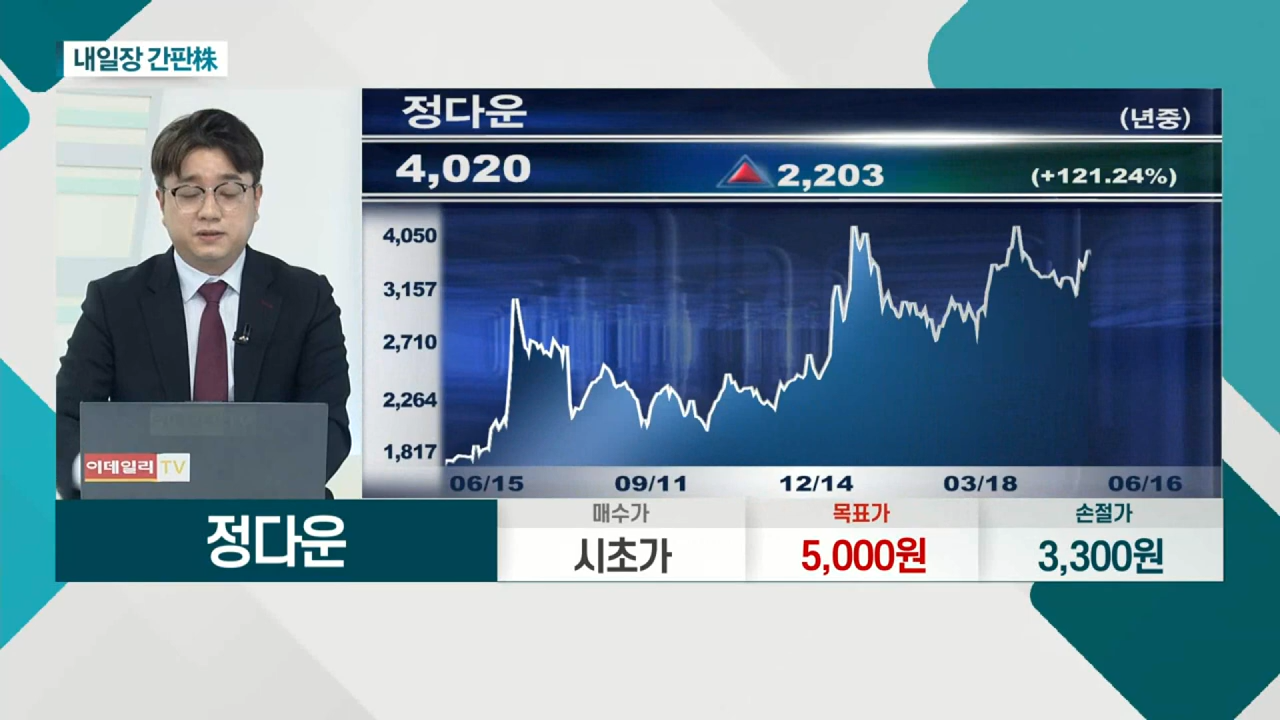 내일장 간판株
정다운
(년중)
4,020
2,203
(+121.24%)
4,050
3,157
2,710
2,264
1,817
06/15
09/11
12/14
03/18
06/16
이데일리TV
정다운
매수가
시초가
목표가
5,000원
손절가
3,300원